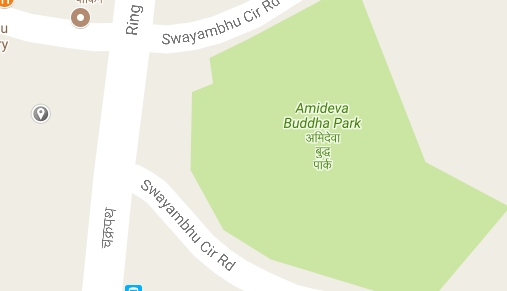 Ring
Swayambhu Cir Rd
Amideva
Buddha Park
अमिदेवा
बुद्ध
पार्क
Swayambhu Cir Rd
चक्रपथ